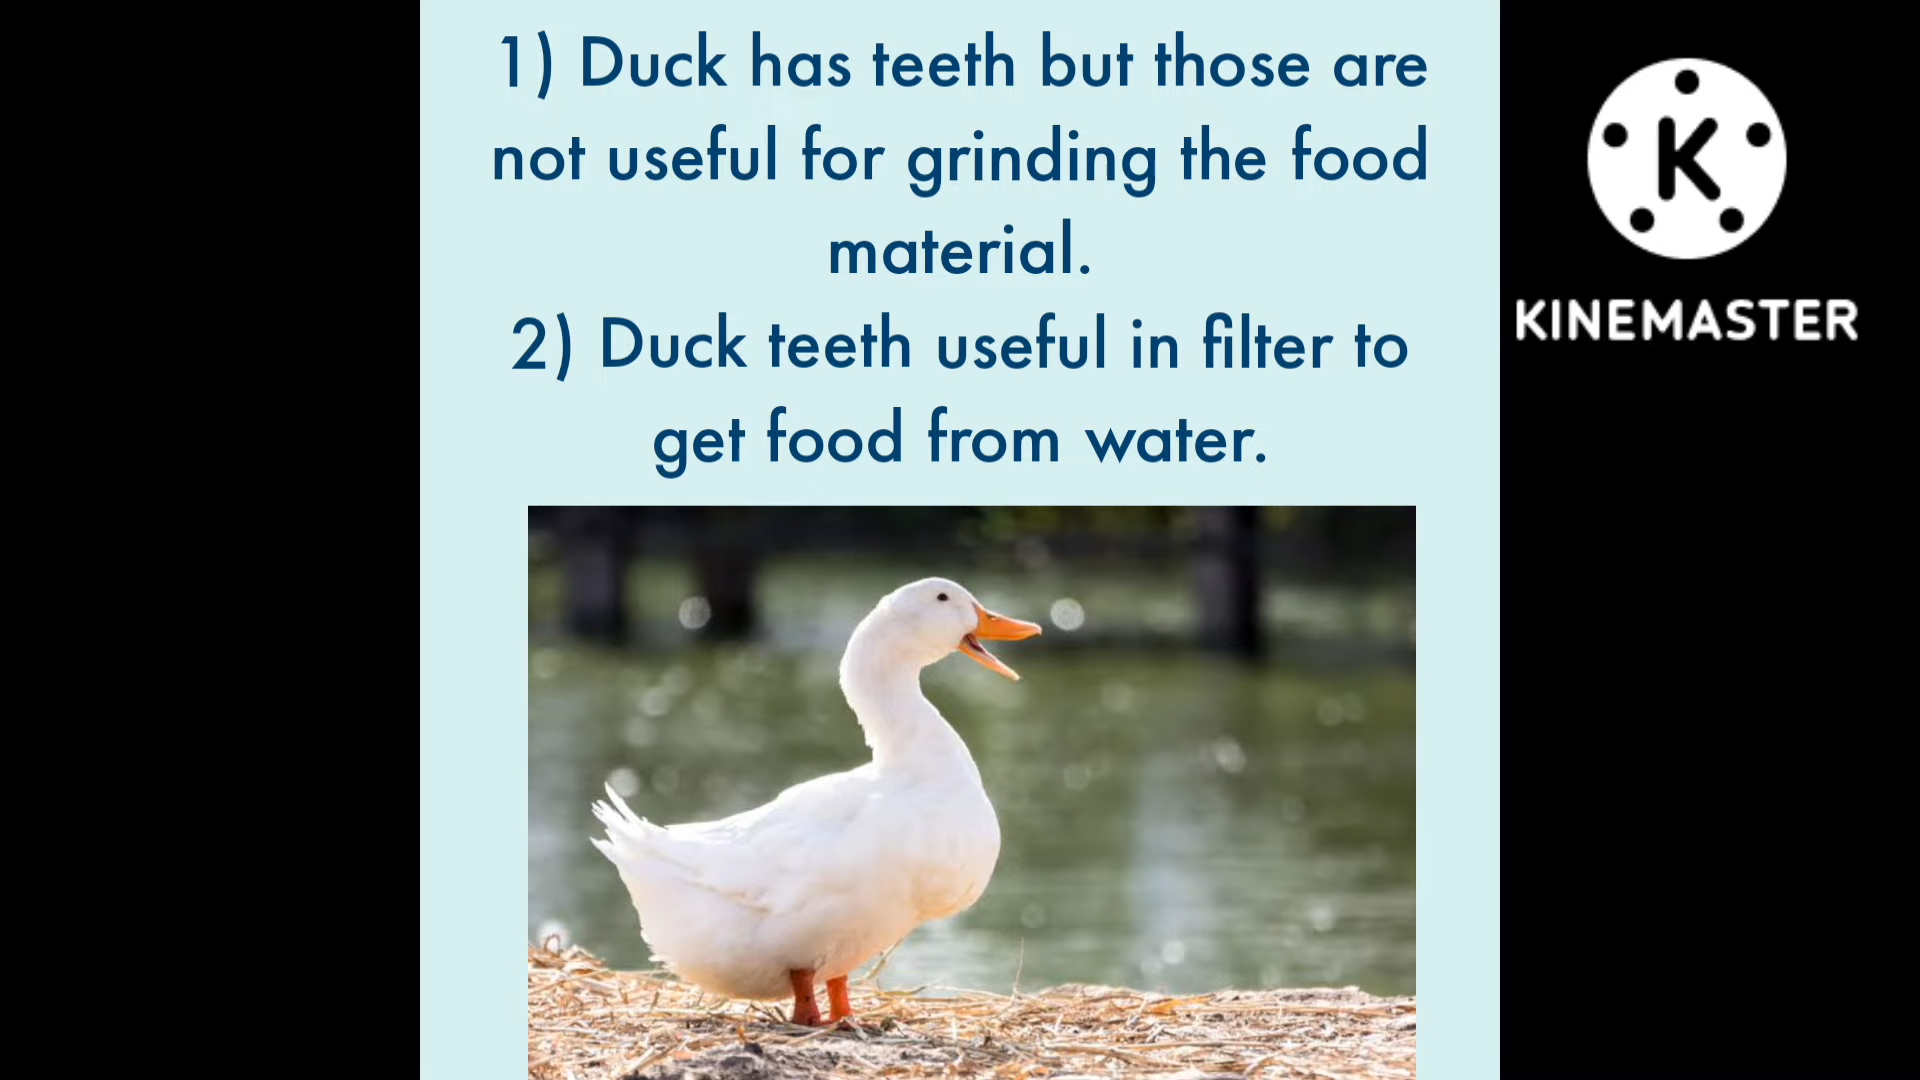 1) Duck has teeth but those are
not useful for grinding the food
material.
2) Duck teeth useful in filter to
get food from water.
K
KINEMASTER